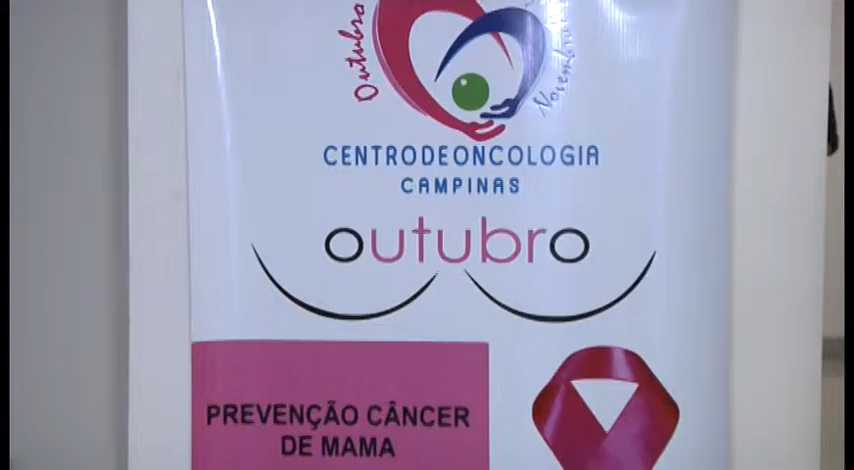 Outubro
Novembro
CENTRODEONCOLOGIA
CAMPINAS
outubro
PREVENÇÃO CÂNCER
DE MAMA